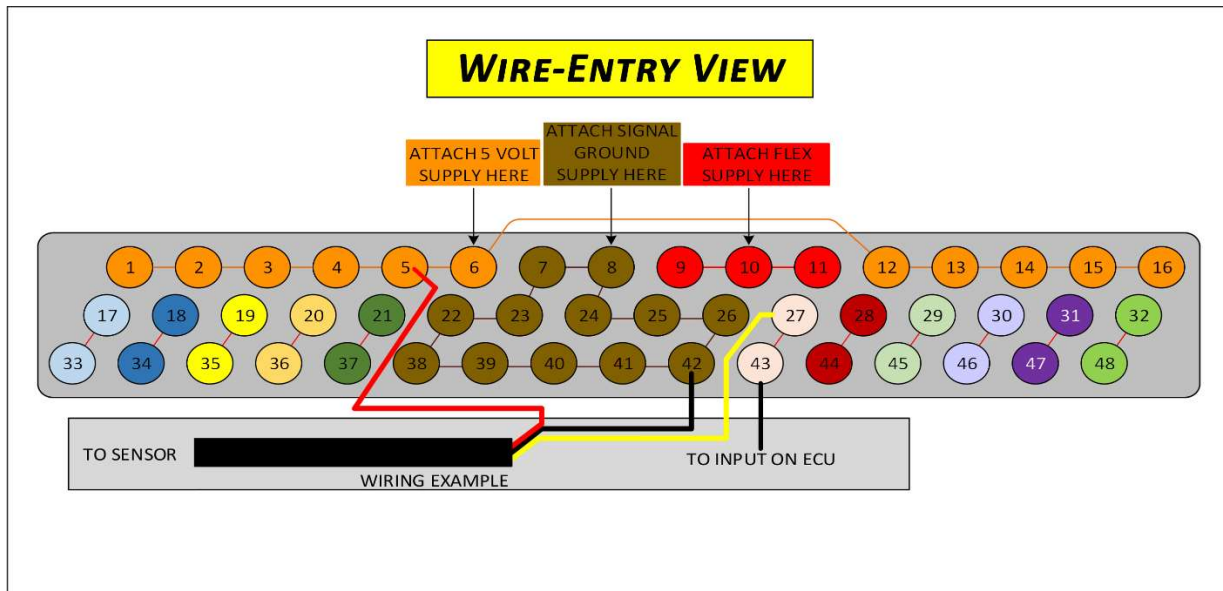 WIRE-ENTRY VIEW
ATTACH 5 VOLT
SUPPLY HERE
ATTACH SIGNAL
GROUND
SUPPLY HERE
ATTACH FLEX
SUPPLY HERE
1 2 3 4 5 6 7 8 9 10 11 12 13 14 15 16
17 18 19 20 21 22 23 24 25 26 27 28 29 30 31 32
33 34 35 36 37 38 39 40 41 42 43 44 45 46 47 48
TO SENSOR
WIRING EXAMPLE
TO INPUT ON ECU